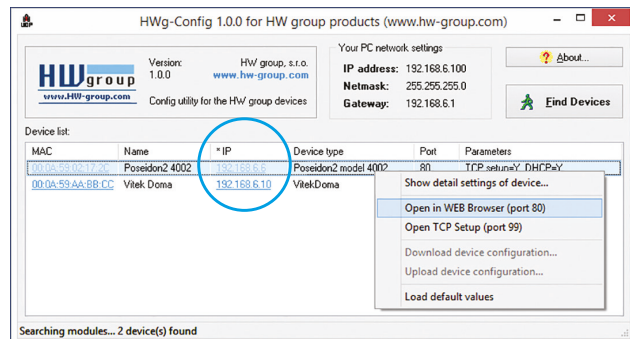 HWg-Config 1.0.0 for HW group products (www.hw-group.com)
UDP
HW group
www.HW-group.com
Version: HW group, s.r.o.
1.0.0 www.hw-group.com
Config utility for the HW group devices
Your PC network settings
IP address: 192.168.6.100
Netmask: 255.255.255.0
Gateway: 192.168.6.1
About...
Find Devices
Device list:
MAC Name * IP Device type Port Parameters
00:0A:59:02:17:2C Poseidon2 4002 192.168.6.6 Poseidon2 model 4002 80 TCP setup=Y, DHCP=Y
00:0A:59:AA:BB:CC Vitek Doma 192.168.6.10 VitekDoma
Show detail settings of device...
Open in WEB Browser (port 80)
Open TCP Setup (port 99)
Download device configuration...
Upload device configuration...
Load default values
Searching modules... 2 device(s) found